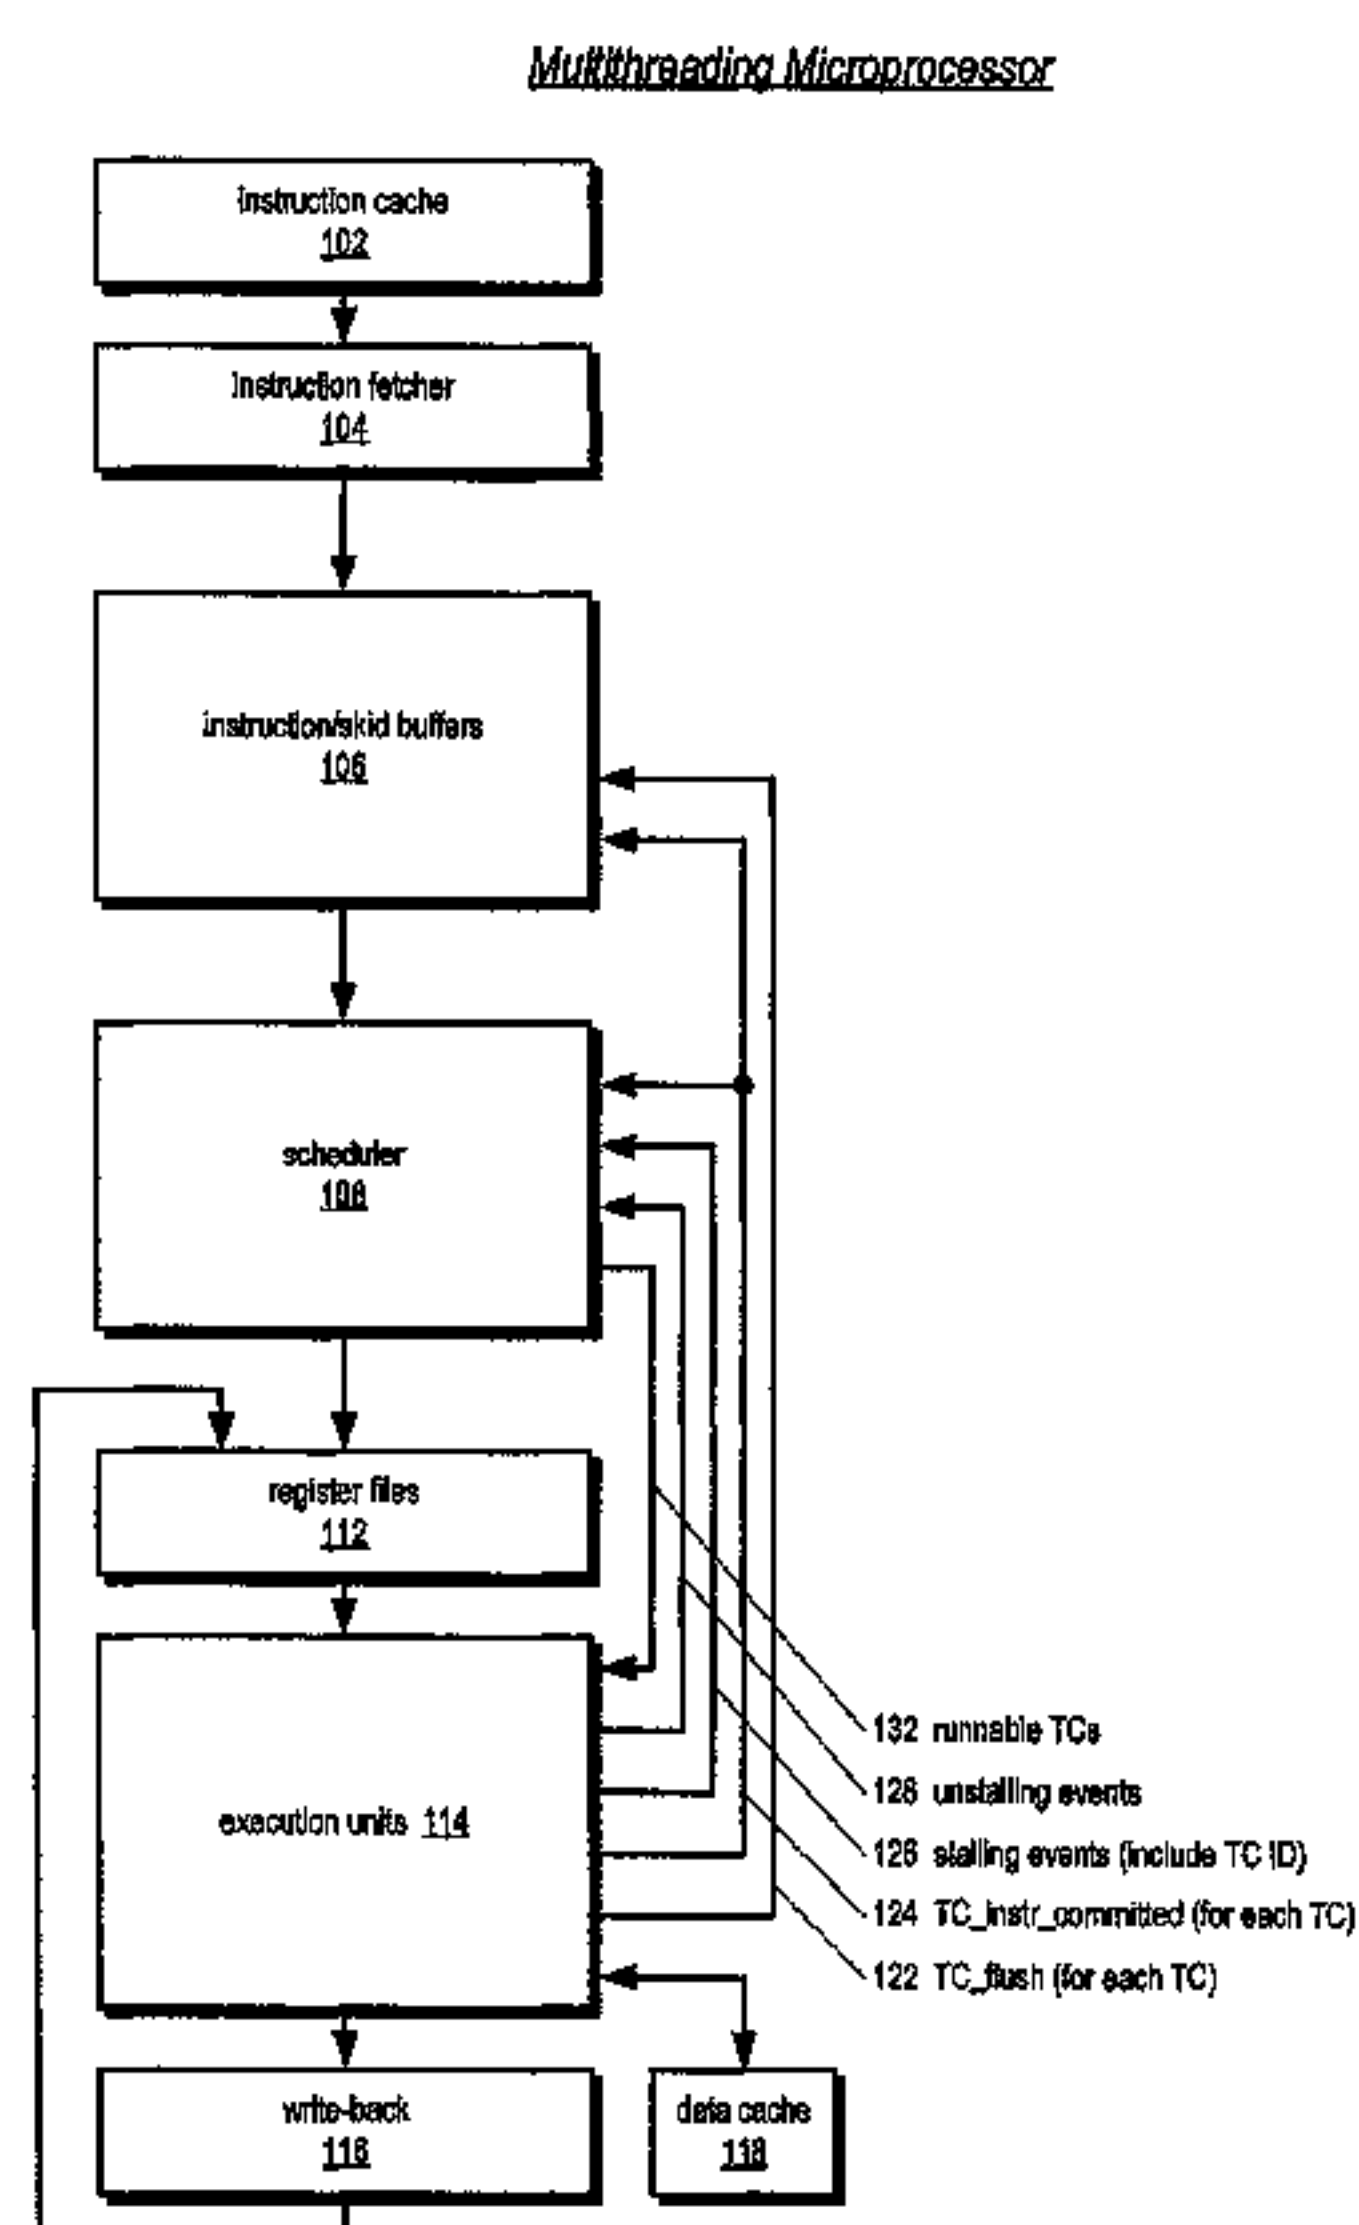 Multithreading Microprocessor
instruction cache
102
instruction fetcher
104
instruction/skid buffers
106
scheduler
108
register files
112
execution units 114
132 runnable TCs
128 unstalling events
126 stalling events (include TC ID)
124 TC_instr_committed (for each TC)
122 TC_flush (for each TC)
write-back
116
data cache
118